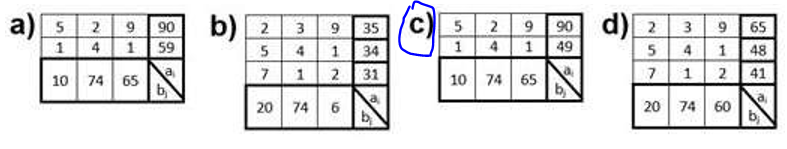 a)
5 2 9 90
1 4 1 59
10 74 65 ai bj
b)
2 3 9 35
5 4 1 34
7 1 2 31
20 74 6 ai bj
c)
5 2 9 90
1 4 1 49
10 74 65 ai bj
d)
2 3 9 65
5 4 1 48
7 1 2 41
20 74 60 ai bj